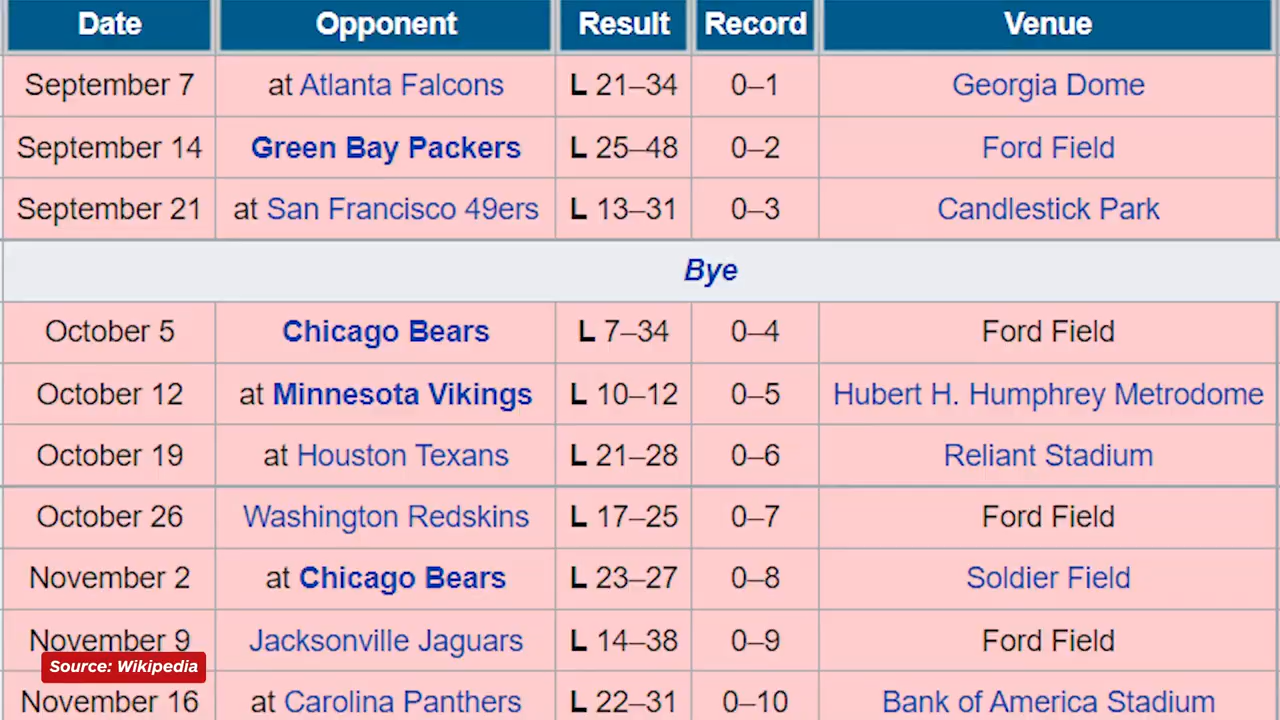 Date Opponent Result Record Venue
September 7 at Atlanta Falcons L 21–34 0–1 Georgia Dome
September 14 Green Bay Packers L 25–48 0–2 Ford Field
September 21 at San Francisco 49ers L 13–31 0–3 Candlestick Park
Bye
October 5 Chicago Bears L 7–34 0–4 Ford Field
October 12 at Minnesota Vikings L 10–12 0–5 Hubert H. Humphrey Metrodome
October 19 at Houston Texans L 21–28 0–6 Reliant Stadium
October 26 Washington Redskins L 17–25 0–7 Ford Field
November 2 at Chicago Bears L 23–27 0–8 Soldier Field
November 9 Jacksonville Jaguars L 14–38 0–9 Ford Field
Source: Wikipedia
November 16 at Carolina Panthers L 22–31 0–10 Bank of America Stadium